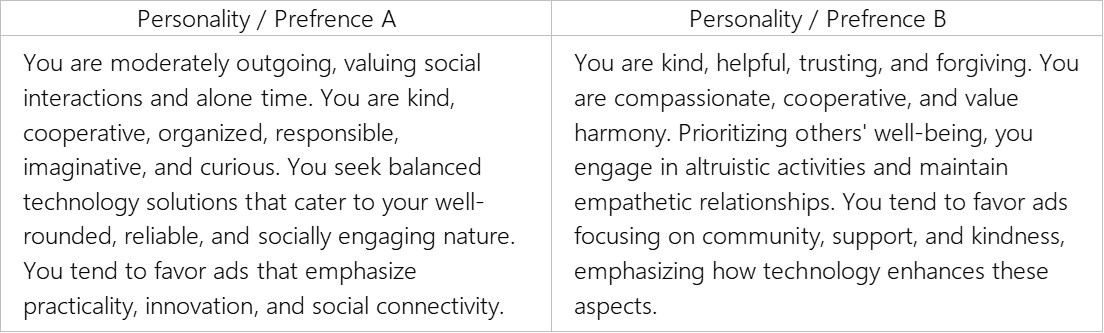 Personality / Prefrence A
You are moderately outgoing, valuing social
interactions and alone time. You are kind,
cooperative, organized, responsible,
imaginative, and curious. You seek balanced
technology solutions that cater to your well-
rounded, reliable, and socially engaging nature.
You tend to favor ads that emphasize
practicality, innovation, and social connectivity.
Personality / Prefrence B
You are kind, helpful, trusting, and forgiving. You
are compassionate, cooperative, and value
harmony. Prioritizing others' well-being, you
engage in altruistic activities and maintain
empathetic relationships. You tend to favor ads
focusing on community, support, and kindness,
emphasizing how technology enhances these
aspects.